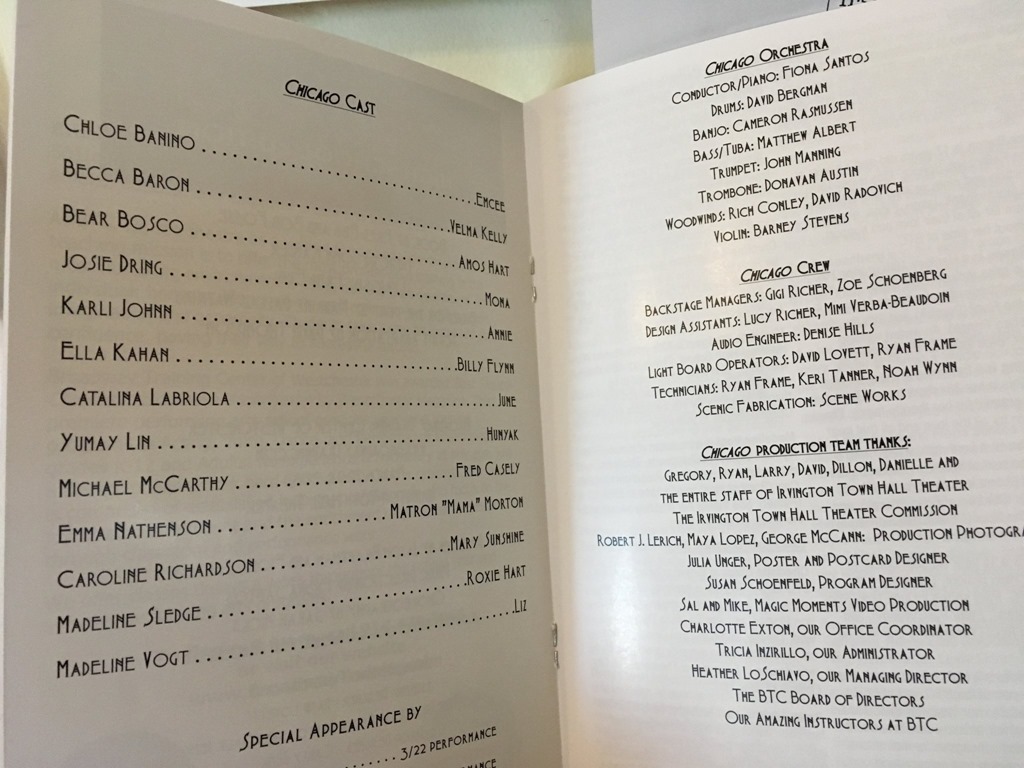 Chicago Cast
Chloe Banino ..............................Emcee
Becca Baron ..............................Velma Kelly
Bear Bosco ..............................Amos Hart
Josie Dring ..............................Mona
Karli Johnn ..............................Annie
Ella Kahan ..............................Billy Flynn
Catalina Labriola ..............................June
Yumay Lin ..............................Hunyak
Michael McCarthy ..............................Fred Casely
Emma Nathenson ..............................Matron "Mama" Morton
Caroline Richardson ..............................Mary Sunshine
Madeline Sledge ..............................Roxie Hart
Madeline Vogt ..............................Liz
Special Appearance by
........3/22 performance
Chicago Orchestra
Conductor/Piano: Fiona Santos
Drums: David Bergman
Banjo: Cameron Rasmussen
Bass/Tuba: Matthew Albert
Trumpet: John Manning
Trombone: Donavan Austin
Woodwinds: Rich Conley, David Radovich
Violin: Barney Stevens
Chicago Crew
Backstage Managers: Gigi Richer, Zoe Schoenberg
Design Assistants: Lucy Richer, Mimi Verba-Beaudoin
Audio Engineer: Denise Hills
Light Board Operators: David Lovett, Ryan Frame
Technicians: Ryan Frame, Keri Tanner, Noah Wynn
Scenic Fabrication: Scene Works
Chicago production team thanks:
Gregory, Ryan, Larry, David, Dillon, Danielle and
the entire staff of Irvington Town Hall Theater
The Irvington Town Hall Theater Commission
Robert J. Lerich, Maya Lopez, George McCann: Production Photogra
Julia Unger, Poster and Postcard Designer
Susan Schoenfeld, Program Designer
Sal and Mike, Magic Moments Video Production
Charlotte Exton, our Office Coordinator
Tricia Inzirillo, our Administrator
Heather LoSchiavo, our Managing Director
The BTC Board of Directors
Our Amazing Instructors at BTC